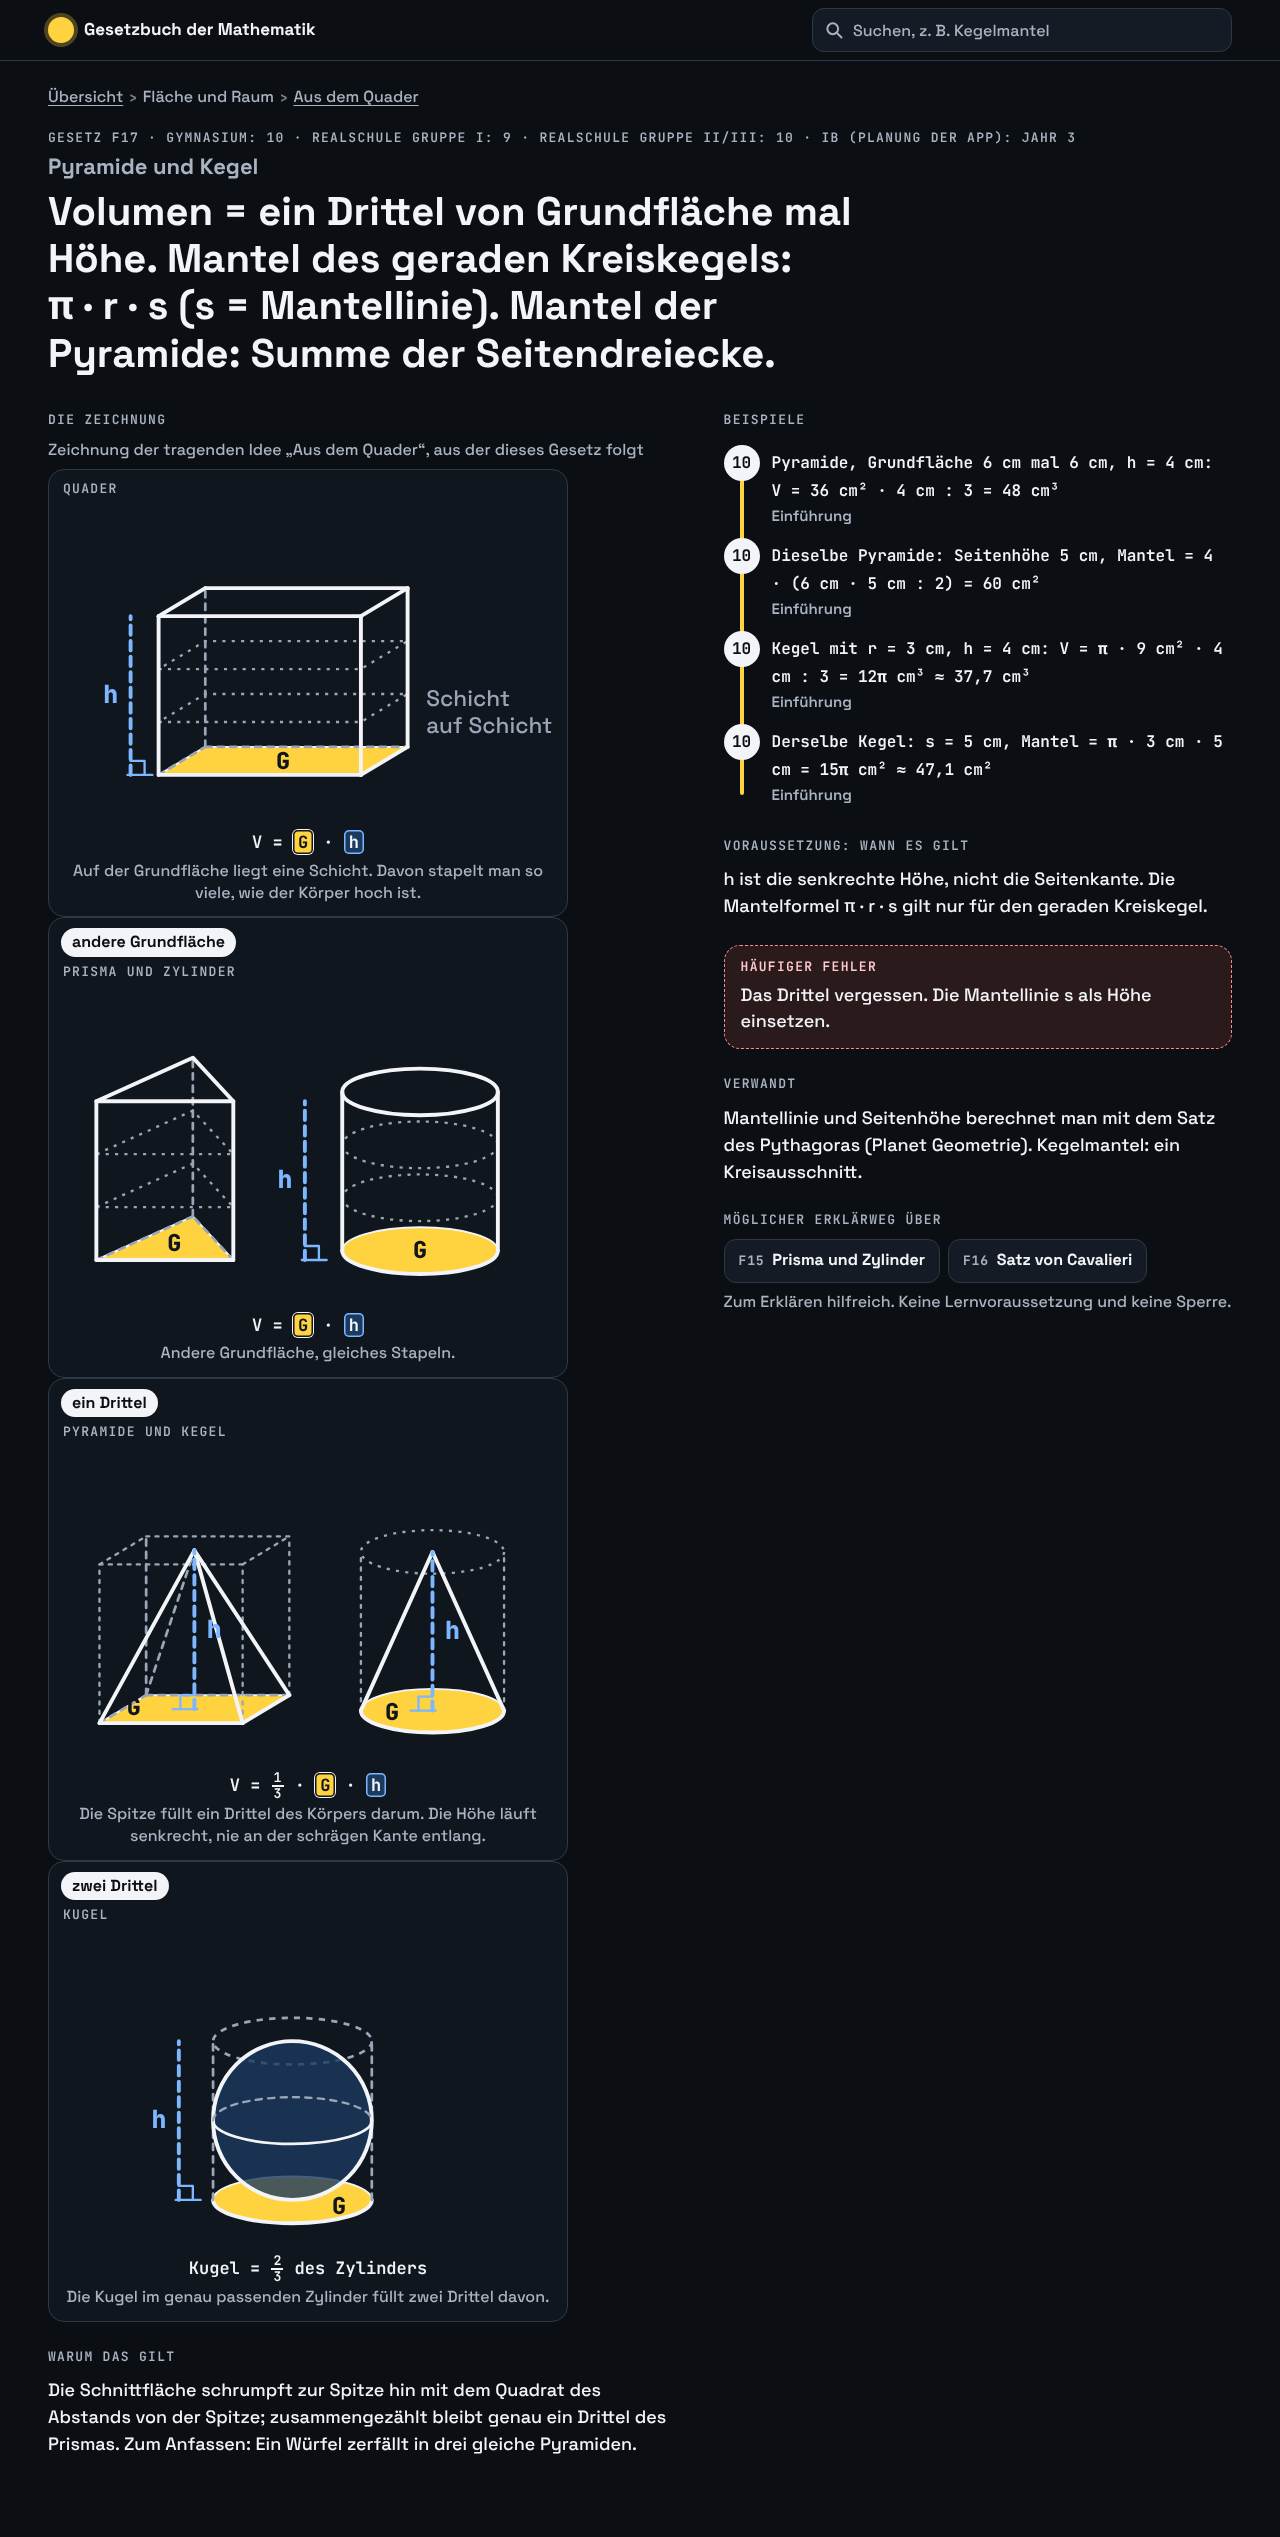 Gesetzbuch der Mathematik
Suchen, z. B. Kegelmantel
Übersicht > Fläche und Raum > Aus dem Quader
GESETZ F17 · GYMNASIUM: 10 · REALSCHULE GRUPPE I: 9 · REALSCHULE GRUPPE II/III: 10 · IB (PLANUNG DER APP): JAHR 3
Pyramide und Kegel
Volumen = ein Drittel von Grundfläche mal
Höhe. Mantel des geraden Kreiskegels:
π · r · s (s = Mantellinie). Mantel der
Pyramide: Summe der Seitendreiecke.
DIE ZEICHNUNG
Zeichnung der tragenden Idee „Aus dem Quader“, aus der dieses Gesetz folgt
QUADER
h
Schicht
auf Schicht
G
V = G · h
Auf der Grundfläche liegt eine Schicht. Davon stapelt man so
viele, wie der Körper hoch ist.
andere Grundfläche
PRISMA UND ZYLINDER
h
G
G
V = G · h
Andere Grundfläche, gleiches Stapeln.
ein Drittel
PYRAMIDE UND KEGEL
h
h
G
G
V = 1/3 · G · h
Die Spitze füllt ein Drittel des Körpers darum. Die Höhe läuft
senkrecht, nie an der schrägen Kante entlang.
zwei Drittel
KUGEL
h
G
Kugel = 2/3 des Zylinders
Die Kugel im genau passenden Zylinder füllt zwei Drittel davon.
WARUM DAS GILT
Die Schnittfläche schrumpft zur Spitze hin mit dem Quadrat des
Abstands von der Spitze; zusammengezählt bleibt genau ein Drittel des
Prismas. Zum Anfassen: Ein Würfel zerfällt in drei gleiche Pyramiden.
BEISPIELE
10 Pyramide, Grundfläche 6 cm mal 6 cm, h = 4 cm:
V = 36 cm² · 4 cm : 3 = 48 cm³
Einführung
10 Dieselbe Pyramide: Seitenhöhe 5 cm, Mantel = 4
· (6 cm · 5 cm : 2) = 60 cm²
Einführung
10 Kegel mit r = 3 cm, h = 4 cm: V = π · 9 cm² · 4
cm : 3 = 12π cm³ ≈ 37,7 cm³
Einführung
10 Derselbe Kegel: s = 5 cm, Mantel = π · 3 cm · 5
cm = 15π cm² ≈ 47,1 cm²
Einführung
VORAUSSETZUNG: WANN ES GILT
h ist die senkrechte Höhe, nicht die Seitenkante. Die
Mantelformel π · r · s gilt nur für den geraden Kreiskegel.
HÄUFIGER FEHLER
Das Drittel vergessen. Die Mantellinie s als Höhe
einsetzen.
VERWANDT
Mantellinie und Seitenhöhe berechnet man mit dem Satz
des Pythagoras (Planet Geometrie). Kegelmantel: ein
Kreisausschnitt.
MÖGLICHER ERKLÄRWEG ÜBER
F15 Prisma und Zylinder F16 Satz von Cavalieri
Zum Erklären hilfreich. Keine Lernvoraussetzung und keine Sperre.